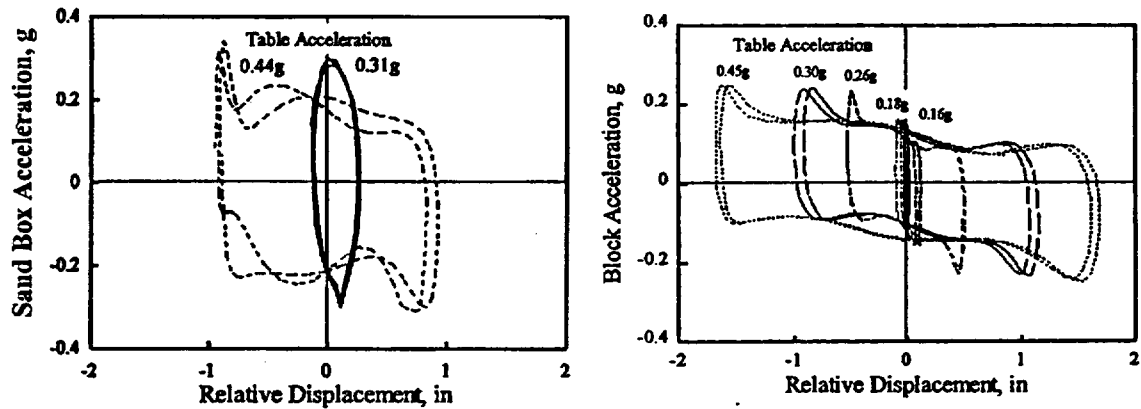 Sand Box Acceleration, g
0.4
0.2
0
-0.2
-0.4
Table Acceleration
0.44g
0.31g
-2
-1
0
1
2
Relative Displacement, in
Block Acceleration, g
0.4
0.2
0
-0.2
-0.4
Table Acceleration
0.45g
0.30g
0.26g
0.18g
0.16g
-2
-1
0
1
2
Relative Displacement, in